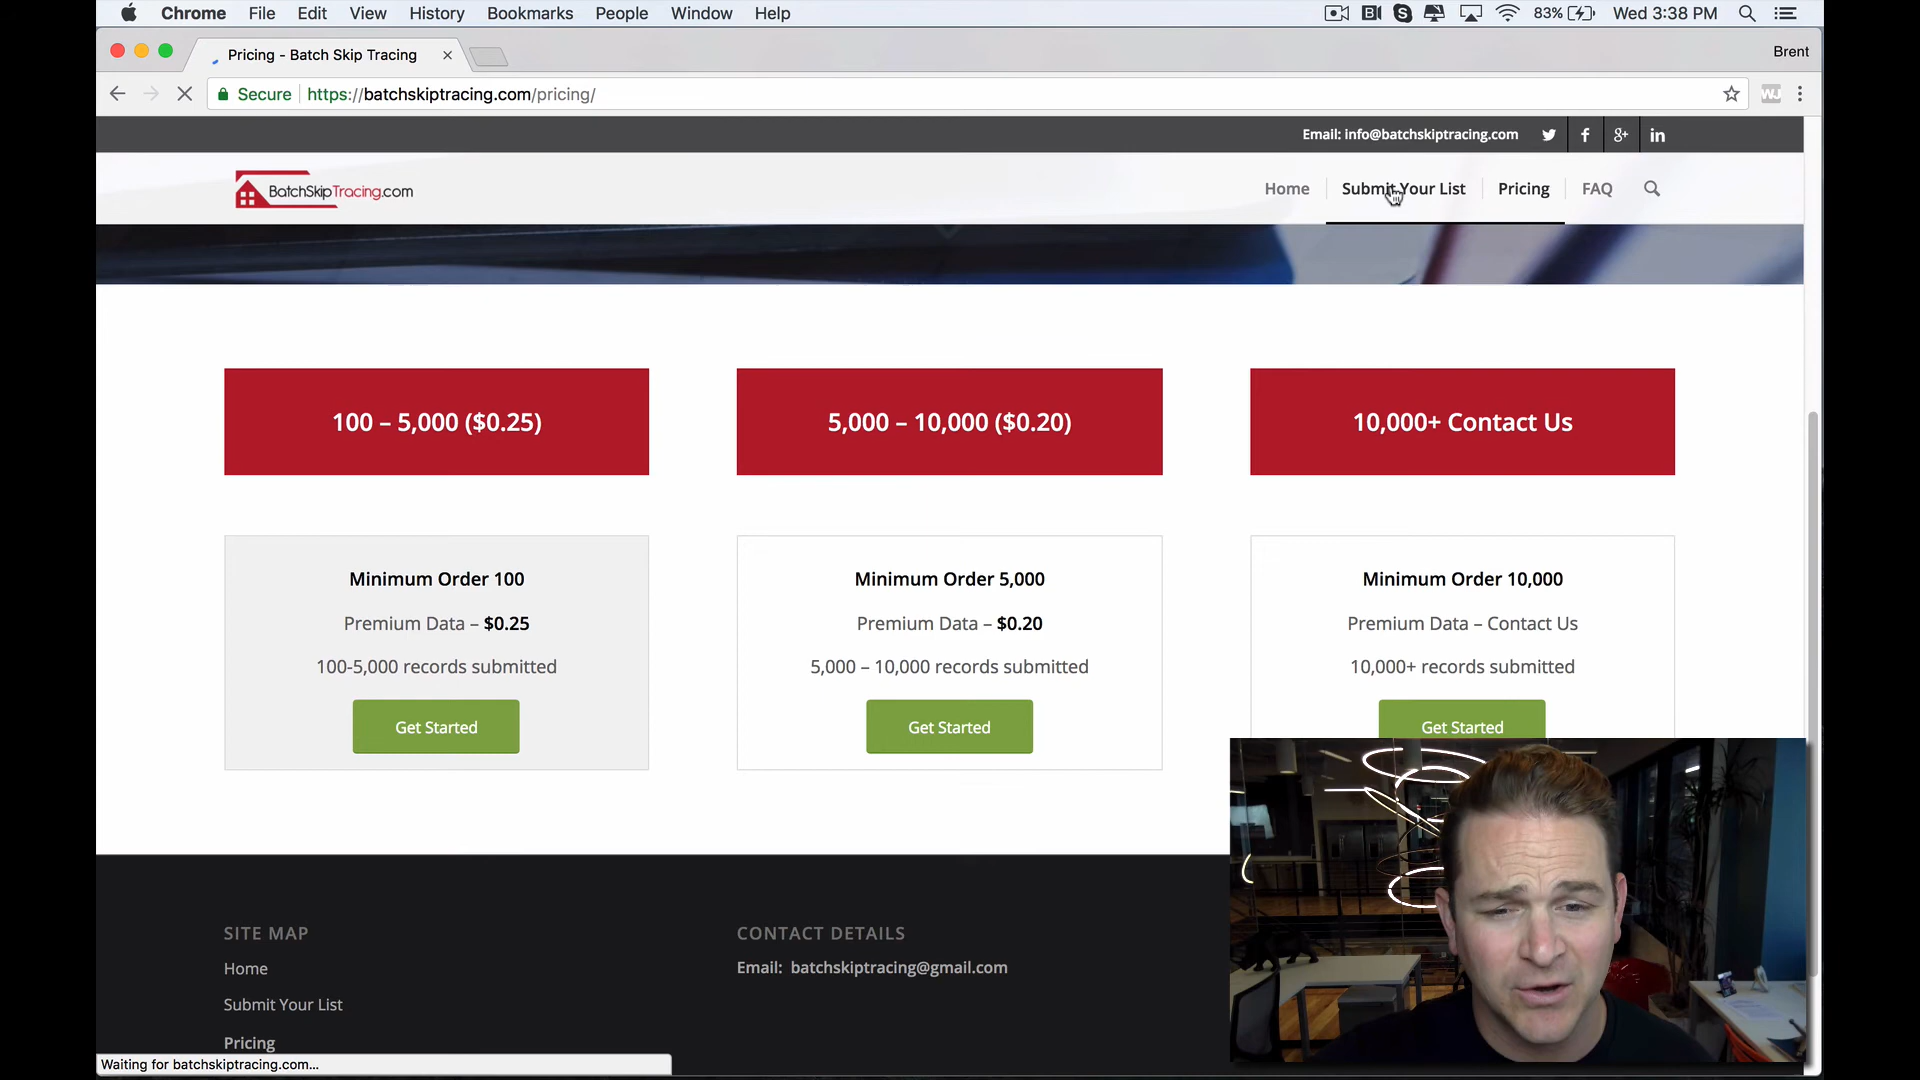 Chrome File Edit View History Bookmarks People Window Help 83% Wed 3:38 PM
Pricing - Batch Skip Tracing Brent
Secure https://batchskiptracing.com/pricing/ WJ
Email: info@batchskiptracing.com
BatchSkipTracing.com Home Submit Your List Pricing FAQ
100 – 5,000 ($0.25) 5,000 – 10,000 ($0.20) 10,000+ Contact Us
Minimum Order 100 Minimum Order 5,000 Minimum Order 10,000
Premium Data – $0.25 Premium Data – $0.20 Premium Data – Contact Us
100-5,000 records submitted 5,000 – 10,000 records submitted 10,000+ records submitted
Get Started Get Started Get Started
SITE MAP CONTACT DETAILS
Home Email: batchskiptracing@gmail.com
Submit Your List
Pricing
Waiting for batchskiptracing.com...